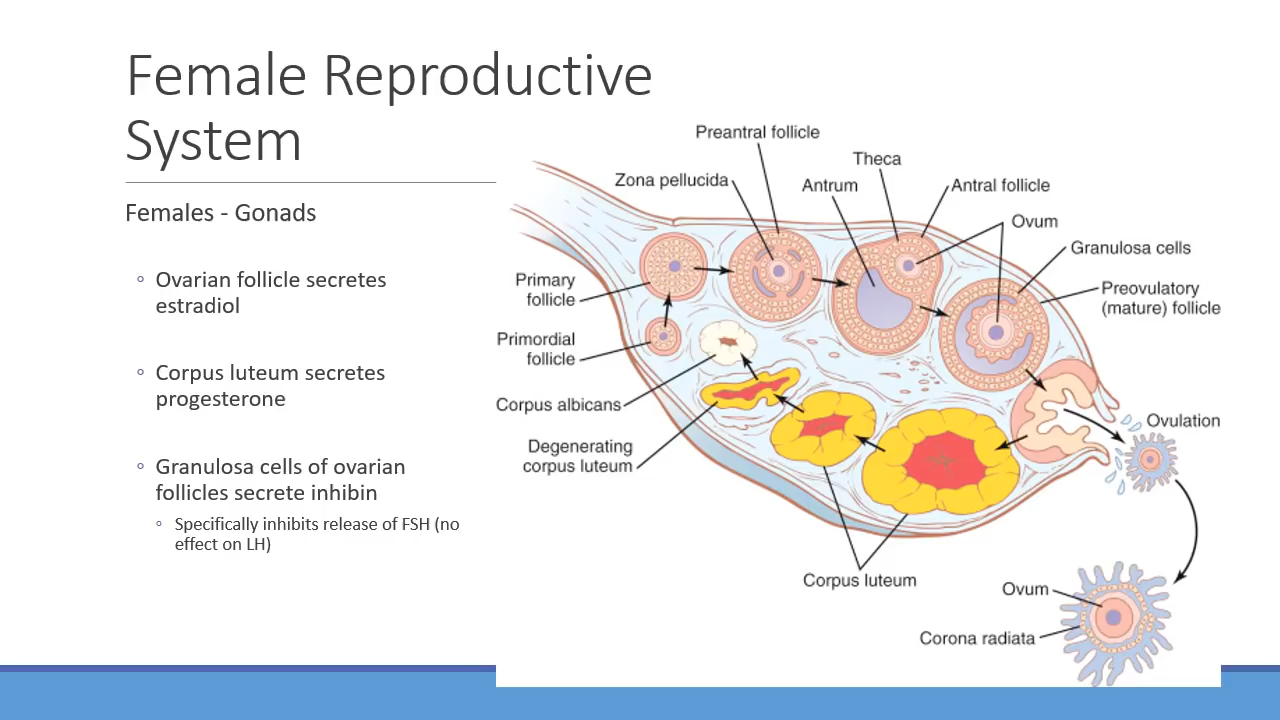 Female Reproductive
System
Females - Gonads
◦ Ovarian follicle secretes
estradiol
◦ Corpus luteum secretes
progesterone
◦ Granulosa cells of ovarian
follicles secrete inhibin
◦ Specifically inhibits release of FSH (no
effect on LH)
Preantral follicle
Theca
Zona pellucida
Antrum
Antral follicle
Ovum
Granulosa cells
Primary
follicle
Preovulatory
(mature) follicle
Primordial
follicle
Corpus albicans
Ovulation
Degenerating
corpus luteum
Corpus luteum
Ovum
Corona radiata